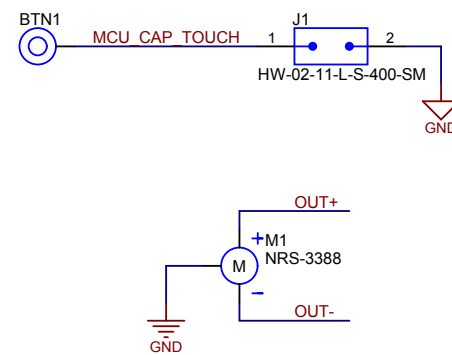 BTN1
MCU_CAP_TOUCH
1
J1
2
HW-02-11-L-S-400-SM
GND
OUT+
+
M1
M
NRS-3388
-
OUT-
GND